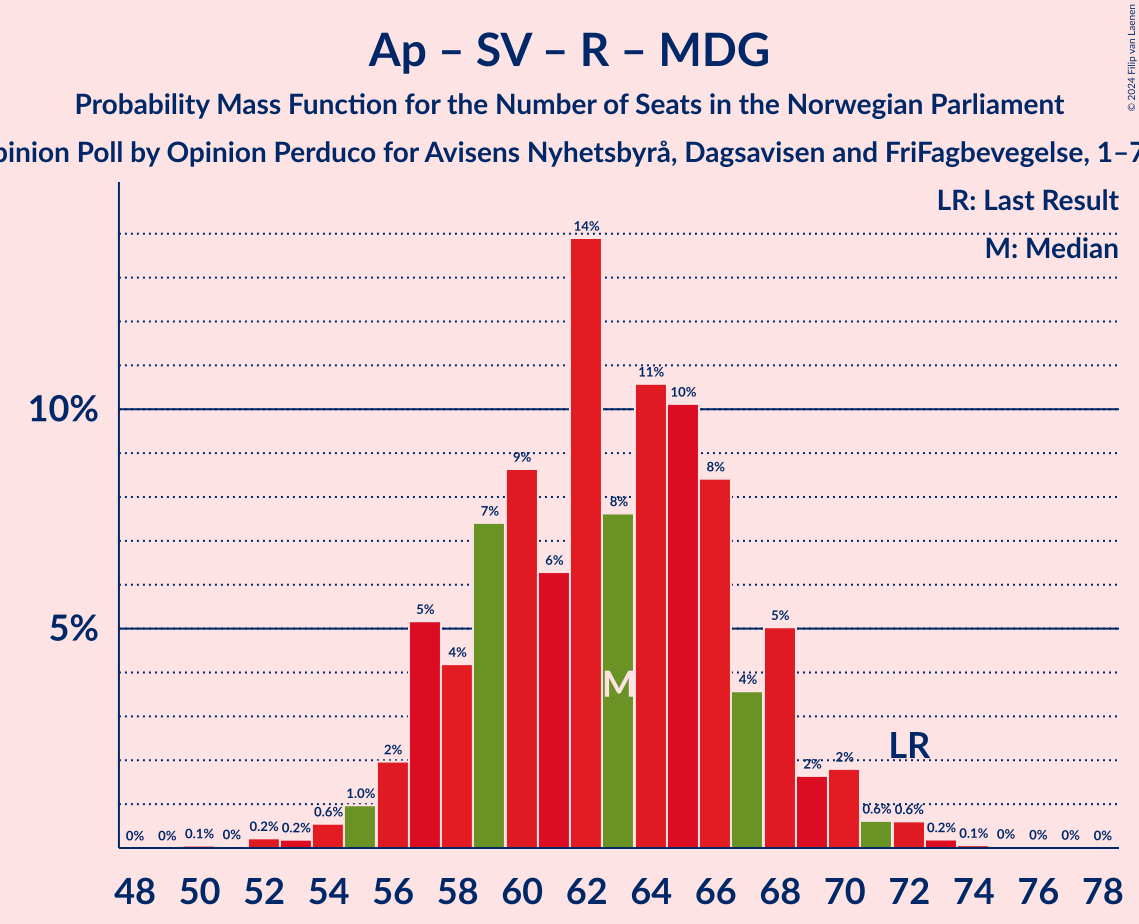 Ap – SV – R – MDG
Probability Mass Function for the Number of Seats in the Norwegian Parliament
Poll by Opinion Perduco for Avisens Nyhetsbyrå, Dagsavisen and FriFagbevegelse, 1–7
© 2024 Filip van Laenen
LR: Last Result
M: Median
10%
5%
0% 0% 0.1% 0% 0.2% 0.2% 0.6% 1.0% 2% 5% 4% 7% 9% 6% 14% 8% 11% 10% 8% 4% 5% 2% 2% 0.6% 0.6% 0.2% 0.1% 0% 0% 0% 0%
M
LR
48 50 52 54 56 58 60 62 64 66 68 70 72 74 76 78